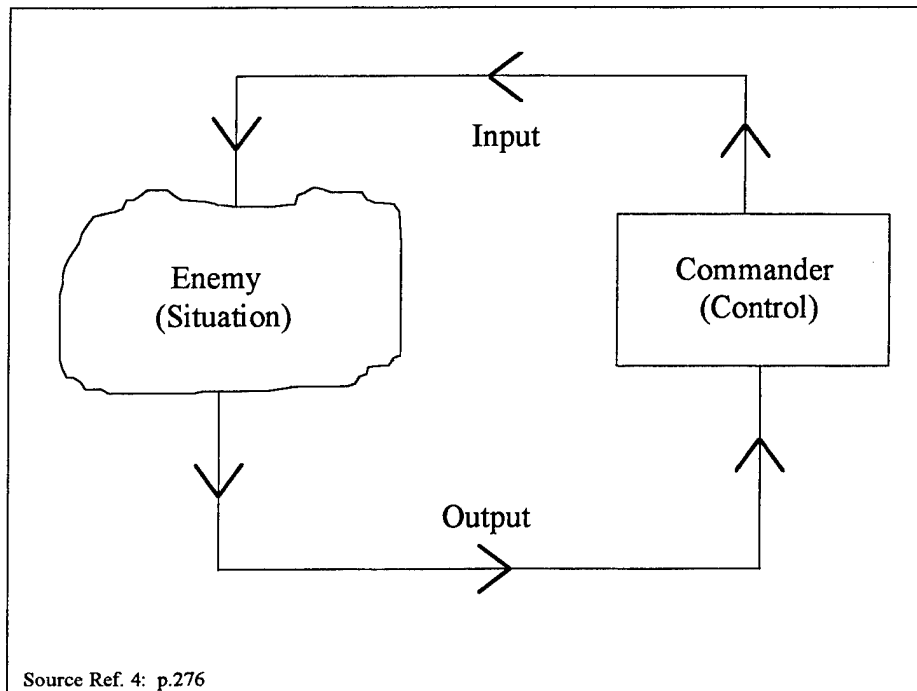 Input
Enemy
(Situation)
Commander
(Control)
Output
Source Ref. 4: p.276